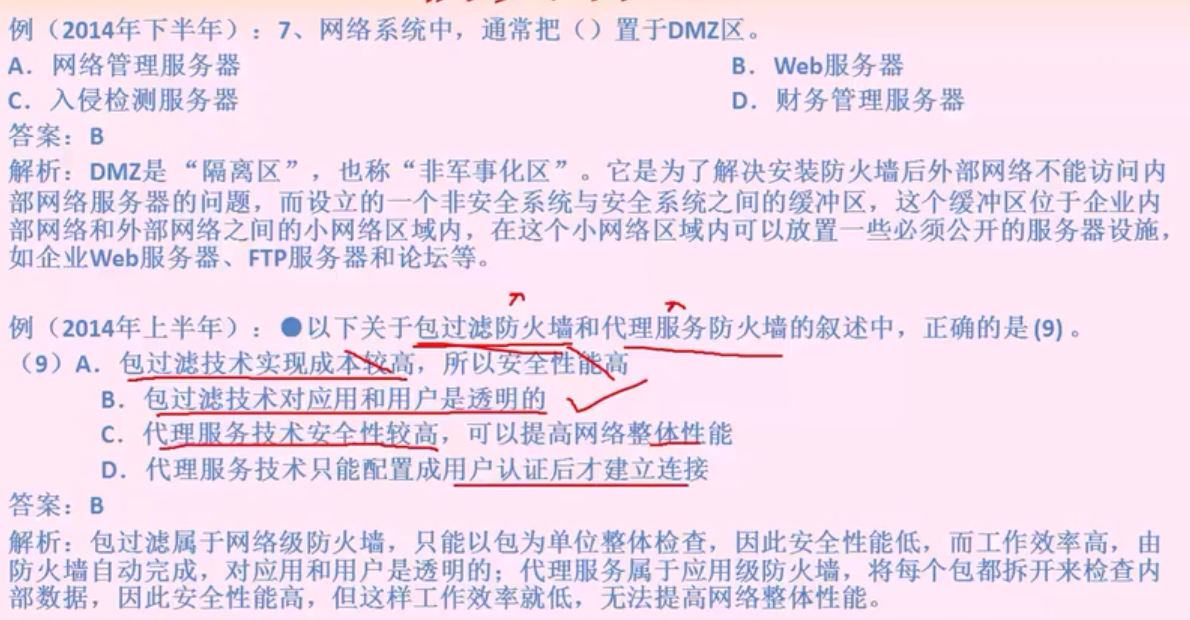 例（2014年下半年）：7、网络系统中，通常把（）置于DMZ区。
A．网络管理服务器 B．Web服务器
C．入侵检测服务器 D．财务管理服务器
答案：B
解析：DMZ是“隔离区”，也称“非军事化区”。它是为了解决安装防火墙后外部网络不能访问内
部网络服务器的问题，而设立的一个非安全系统与安全系统之间的缓冲区，这个缓冲区位于企业内
部网络和外部网络之间的小网络区域内，在这个小网络区域内可以放置一些必须公开的服务器设施，
如企业Web服务器、FTP服务器和论坛等。
例（2014年上半年）：●以下关于包过滤防火墙和代理服务防火墙的叙述中，正确的是(9)。
（9）A．包过滤技术实现成本较高，所以安全性能高
B．包过滤技术对应用和用户是透明的
C．代理服务技术安全性较高，可以提高网络整体性能
D．代理服务技术只能配置成用户认证后才建立连接
答案：B
解析：包过滤属于网络级防火墙，只能以包为单位整体检查，因此安全性能低，而工作效率高，由
防火墙自动完成，对应用和用户是透明的；代理服务属于应用级防火墙，将每个包都拆开来检查内
部数据，因此安全性能高，但这样工作效率就低，无法提高网络整体性能。